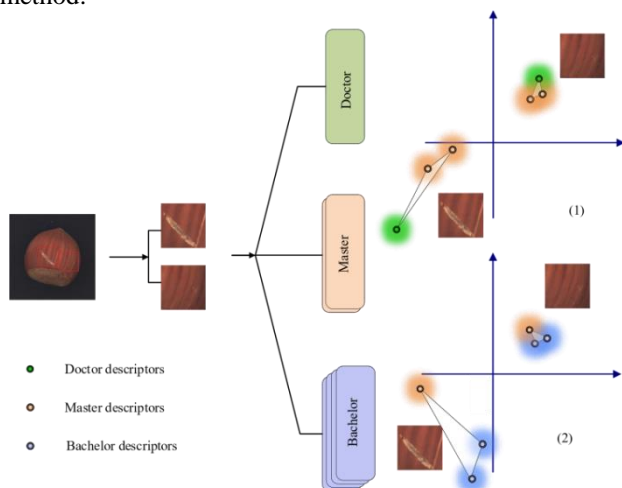 method.
Doctor
(1)
Master
Doctor descriptors
Master descriptors
Bachelor descriptors
Bachelor
(2)